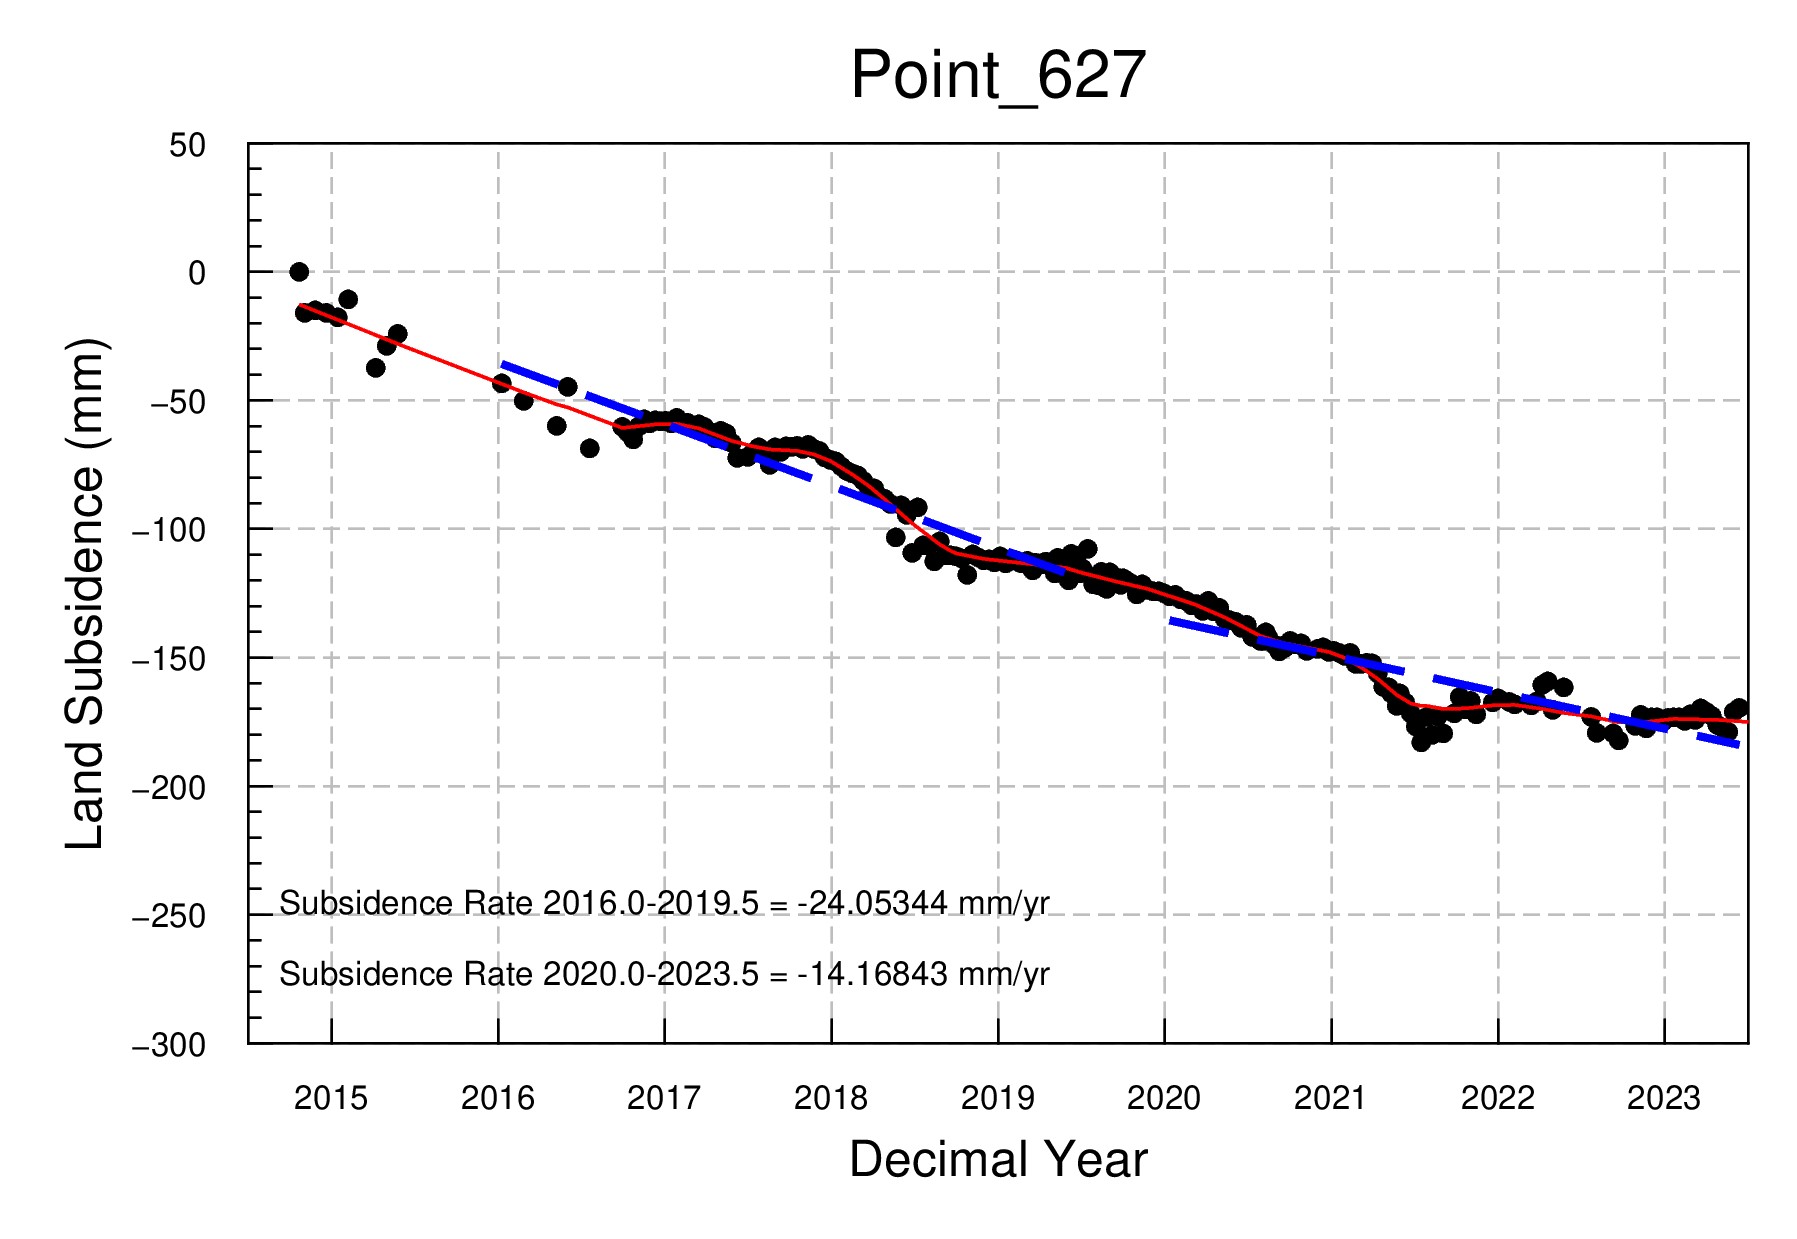 Point_627
50
0
−50
−100
−150
−200
−250
−300
Land Subsidence (mm)
Subsidence Rate 2016.0-2019.5 = -24.05344 mm/yr
Subsidence Rate 2020.0-2023.5 = -14.16843 mm/yr
2015 2016 2017 2018 2019 2020 2021 2022 2023
Decimal Year